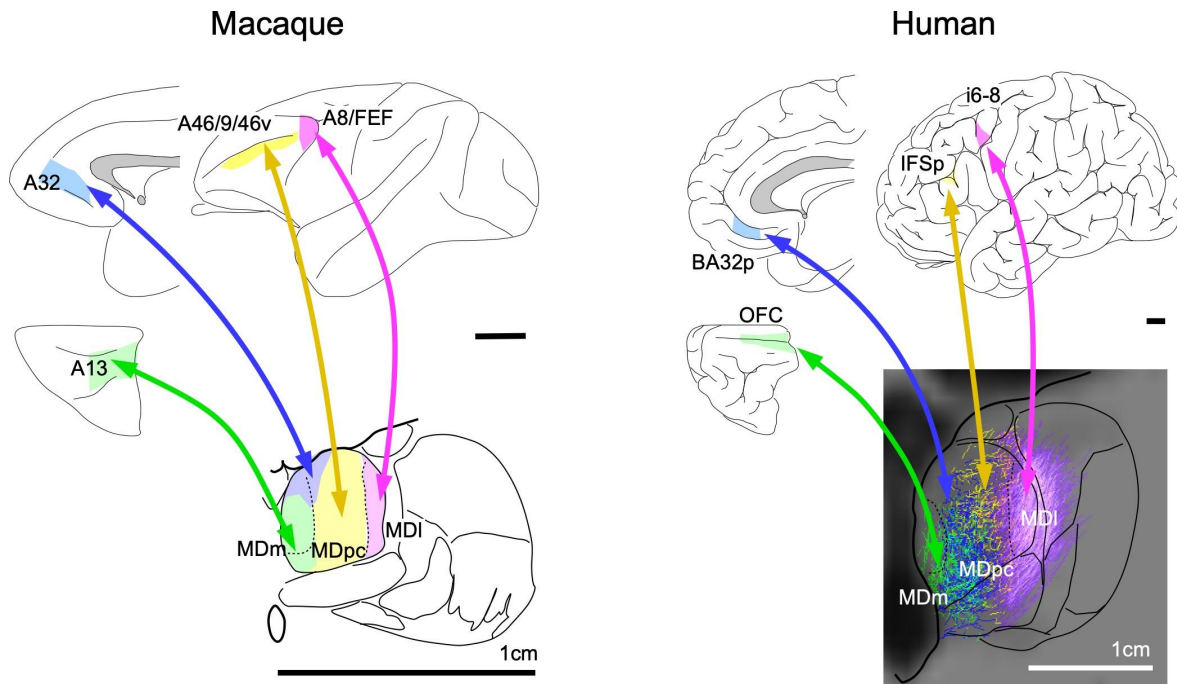 Macaque
Human
A46/9/46v
A8/FEF
A32
A13
MDm
MDpc
MDl
1cm
i6-8
IFSp
BA32p
OFC
MDl
MDpc
MDm
1cm